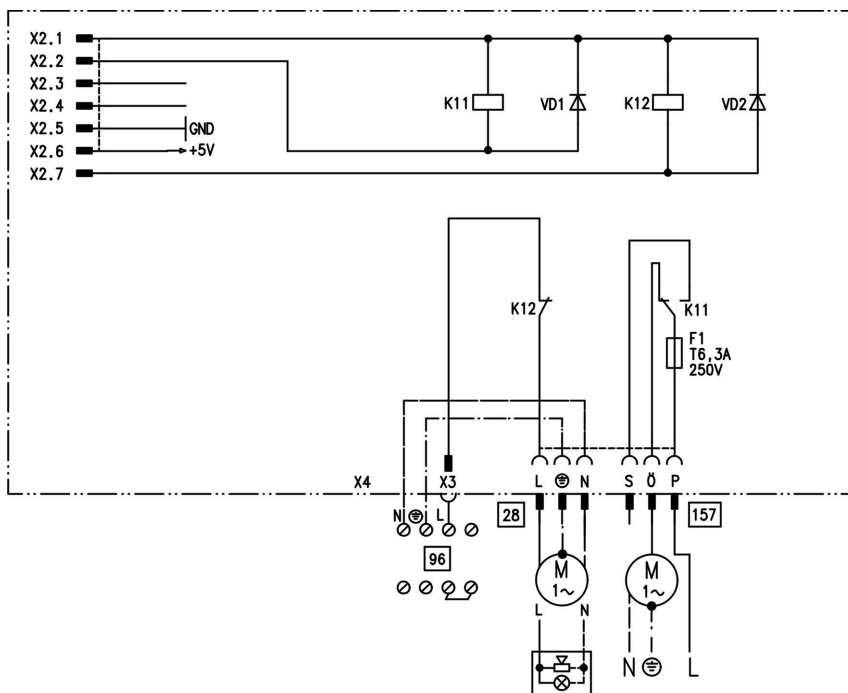 X2.1
X2.2
X2.3
X2.4
X2.5 GND
X2.6 +5V
X2.7
K11 VD1 K12 VD2
K12 K11
F1
T6,3A
250V
X4 X3 L N S Ö P
N L 28 157
96
M M
1~ 1~
L N
N L